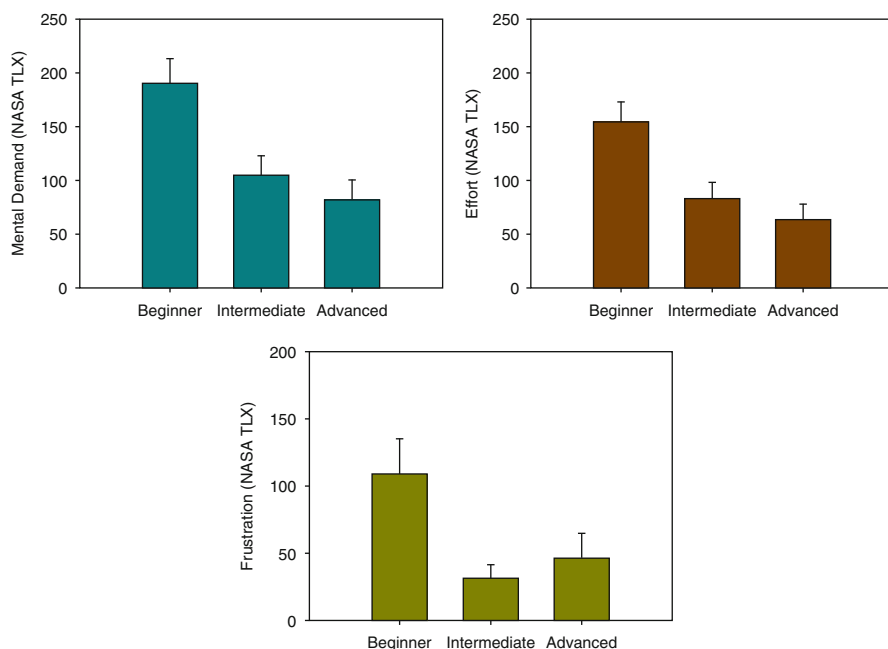 Mental Demand (NASA TLX)
250
200
150
100
50
0
Beginner Intermediate Advanced
Effort (NASA TLX)
250
200
150
100
50
0
Beginner Intermediate Advanced
Frustration (NASA TLX)
200
150
100
50
0
Beginner Intermediate Advanced